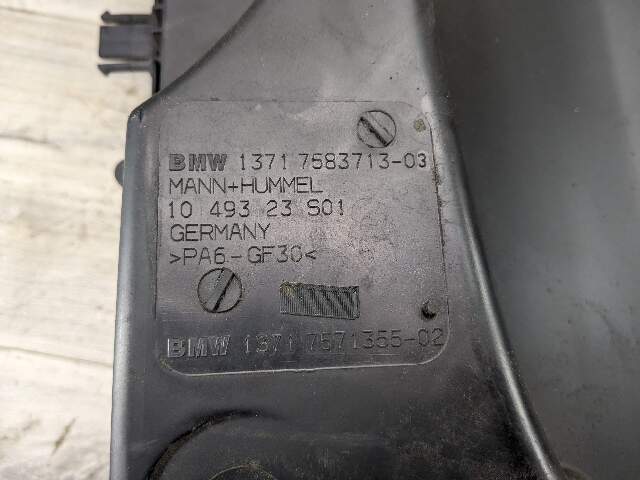 BMW 1371 7583713-03
MANN+HUMMEL
10 493 23 S01
GERMANY
>PA6-GF30<
BMW 1371 7571355-02